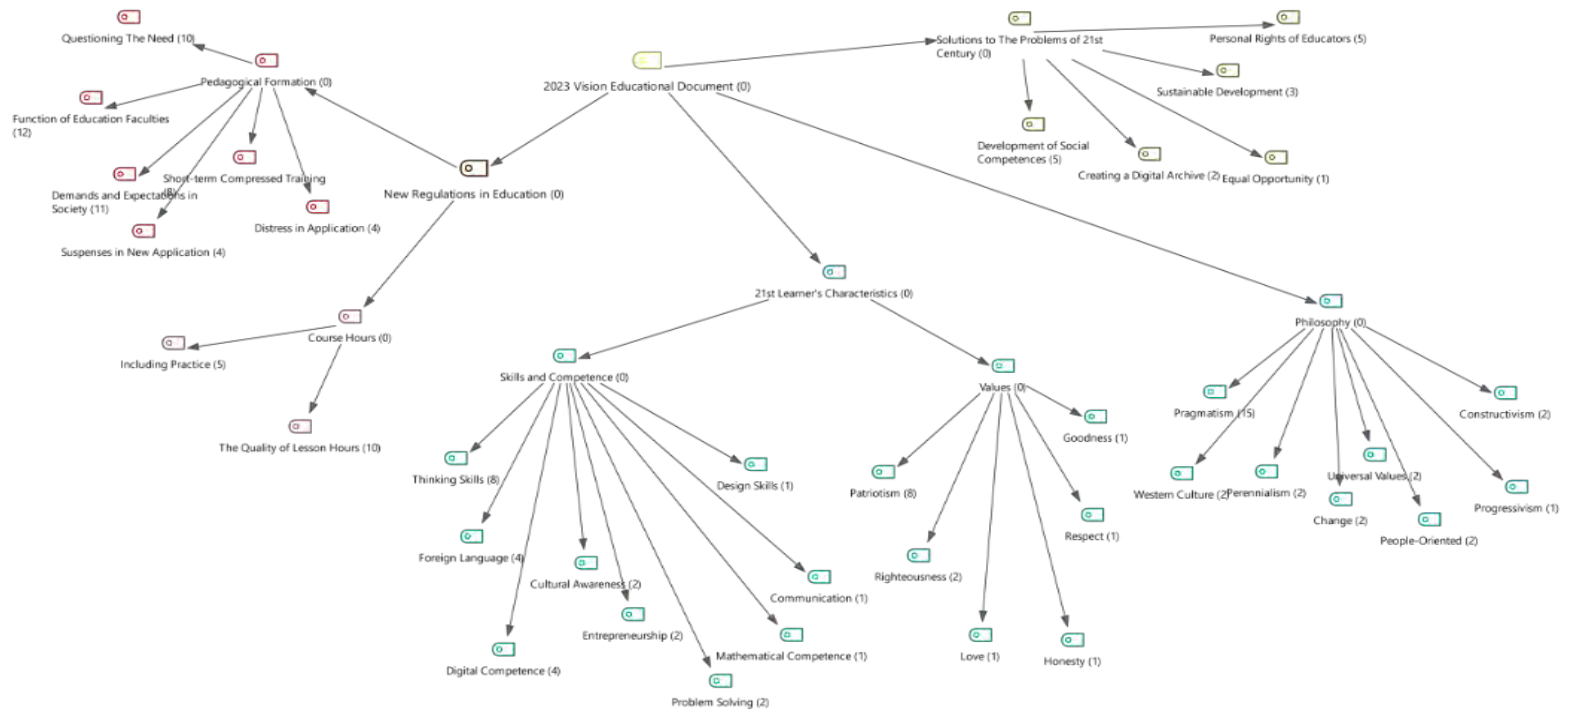 Questioning The Need (10)
Pedagogical Formation (0)
Function of Education Faculties
(12)
Short-term Compressed Training
(8)
Demands and Expectations in
Society (11)
Suspenses in New Application (4)
Distress in Application (4)
2023 Vision Educational Document (0)
New Regulations in Education (0)
Solutions to The Problems of 21st
Century (0)
Personal Rights of Educators (5)
Sustainable Development (3)
Development of Social
Competences (5)
Creating a Digital Archive (2)
Equal Opportunity (1)
Course Hours (0)
Including Practice (5)
The Quality of Lesson Hours (10)
21st Learner's Characteristics (0)
Skills and Competence (0)
Thinking Skills (8)
Design Skills (1)
Foreign Language (4)
Cultural Awareness (2)
Communication (1)
Entrepreneurship (2)
Mathematical Competence (1)
Digital Competence (4)
Problem Solving (2)
Values (0)
Goodness (1)
Patriotism (8)
Respect (1)
Righteousness (2)
Love (1)
Honesty (1)
Philosophy (0)
Pragmatism (15)
Constructivism (2)
Universal Values (2)
Western Culture (2)
Perennialism (2)
Progressivism (1)
Change (2)
People-Oriented (2)